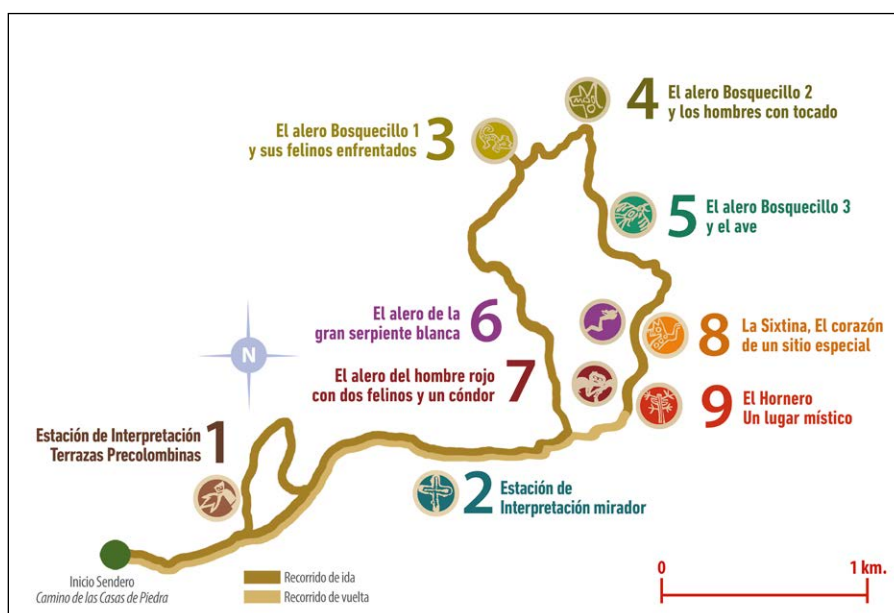 4
El alero Bosquecillo 2
y los hombres con tocado
El alero Bosquecillo 1
y sus felinos enfrentados
3
5
El alero Bosquecillo 3
y el ave
El alero de la
gran serpiente blanca
6
8
La Sixtina, El corazón
de un sitio especial
N
El alero del hombre rojo
con dos felinos y un cóndor
7
9
El Hornero
Un lugar místico
Estación de Interpretación
Terrazas Precolombinas
1
2
Estación de
Interpretación mirador
Inicio Sendero
Camino de las Casas de Piedra
Recorrido de ida
Recorrido de vuelta
0
1 km.